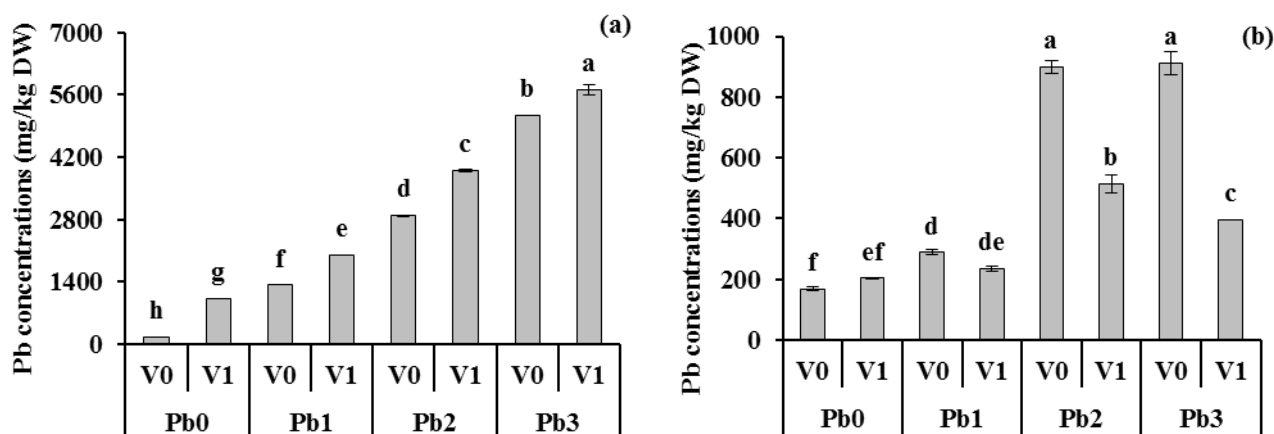 Pb concentrations (mg/kg DW)
(a)
7000
5600
4200
2800
1400
0
h
g
f
e
d
c
b
a
V0 V1 V0 V1 V0 V1 V0 V1
Pb0 Pb1 Pb2 Pb3
Pb concentrations (mg/kg DW)
(b)
1000
800
600
400
200
0
f
ef
d
de
a
b
a
c
V0 V1 V0 V1 V0 V1 V0 V1
Pb0 Pb1 Pb2 Pb3